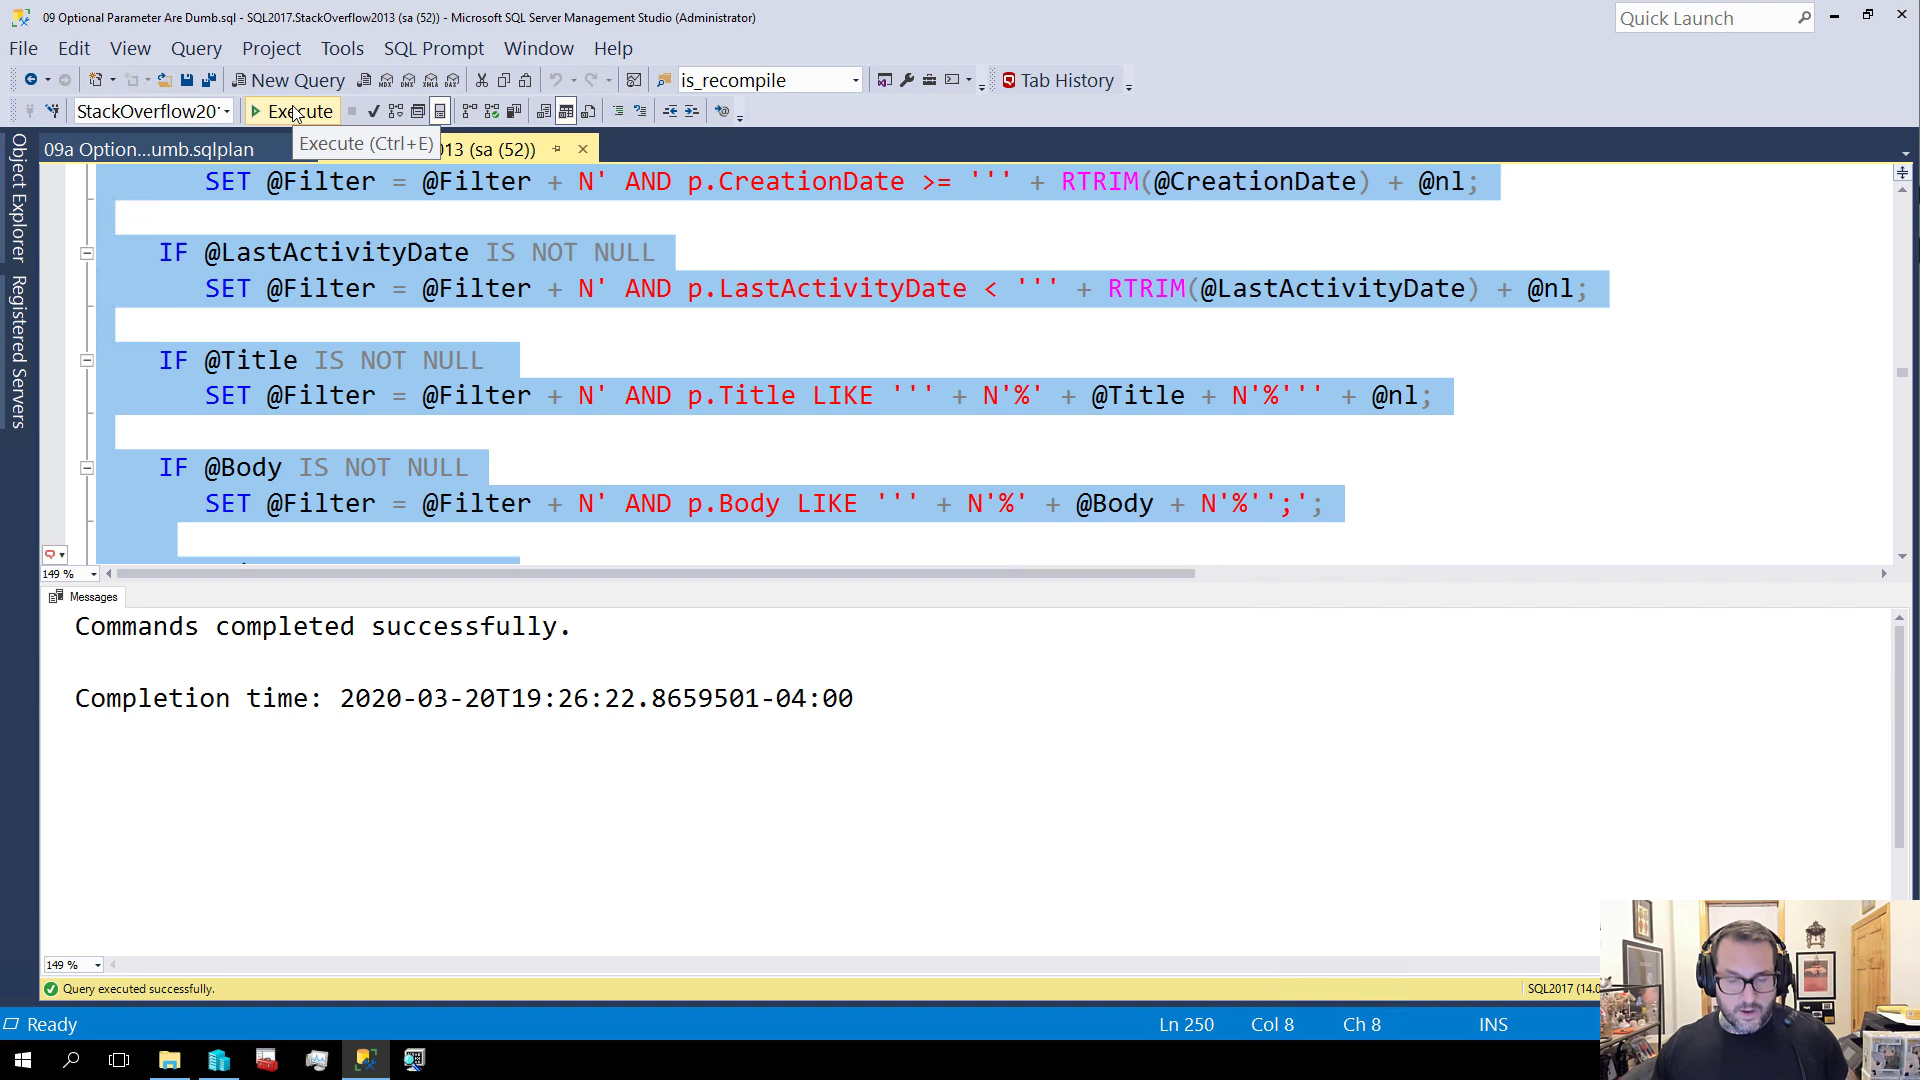 09 Optional Parameter Are Dumb.sql - SQL2017.StackOverflow2013 (sa (52)) - Microsoft SQL Server Management Studio (Administrator)
Quick Launch
File Edit View Query Project Tools SQL Prompt Window Help
New Query is_recompile Tab History
StackOverflow20 Execute
09a Option...umb.sqlplan 13 (sa (52))
Execute (Ctrl+E)
Object Explorer
Registered Servers
SET @Filter = @Filter + N' AND p.CreationDate >= ''' + RTRIM(@CreationDate) + @nl;
IF @LastActivityDate IS NOT NULL
SET @Filter = @Filter + N' AND p.LastActivityDate < ''' + RTRIM(@LastActivityDate) + @nl;
IF @Title IS NOT NULL
SET @Filter = @Filter + N' AND p.Title LIKE ''' + N'%' + @Title + N'%''' + @nl;
IF @Body IS NOT NULL
SET @Filter = @Filter + N' AND p.Body LIKE ''' + N'%' + @Body + N'%'';';
149 %
Messages
Commands completed successfully.
Completion time: 2020-03-20T19:26:22.8659501-04:00
149 %
Query executed successfully. SQL2017 (14.0
Ready Ln 250 Col 8 Ch 8 INS